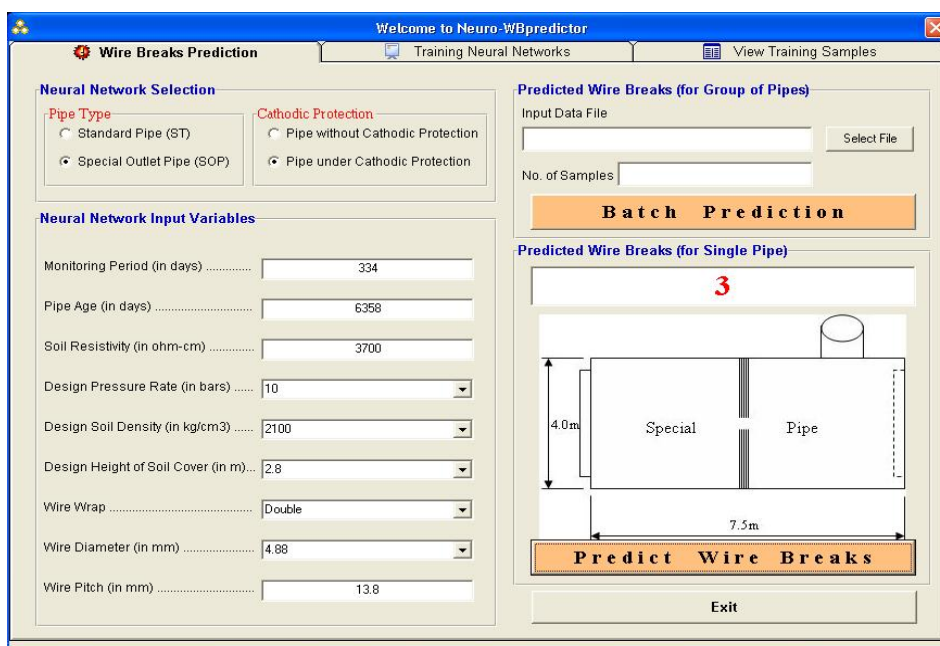 Welcome to Neuro-WBpredictor
Wire Breaks Prediction
Training Neural Networks
View Training Samples
Neural Network Selection
Pipe Type
Standard Pipe (ST)
Special Outlet Pipe (SOP)
Cathodic Protection
Pipe without Cathodic Protection
Pipe under Cathodic Protection
Neural Network Input Variables
Monitoring Period (in days) ............. 334
Pipe Age (in days) ........................... 6358
Soil Resistivity (in ohm-cm) ............. 3700
Design Pressure Rate (in bars) ...... 10
Design Soil Density (in kg/cm3) ..... 2100
Design Height of Soil Cover (in m)... 2.8
Wire Wrap ........................................ Double
Wire Diameter (in mm) .................... 4.88
Wire Pitch (in mm) ........................... 13.8
Predicted Wire Breaks (for Group of Pipes)
Input Data File
Select File
No. of Samples
Batch Prediction
Predicted Wire Breaks (for Single Pipe)
3
4.0m
Special Pipe
7.5m
Predict Wire Breaks
Exit